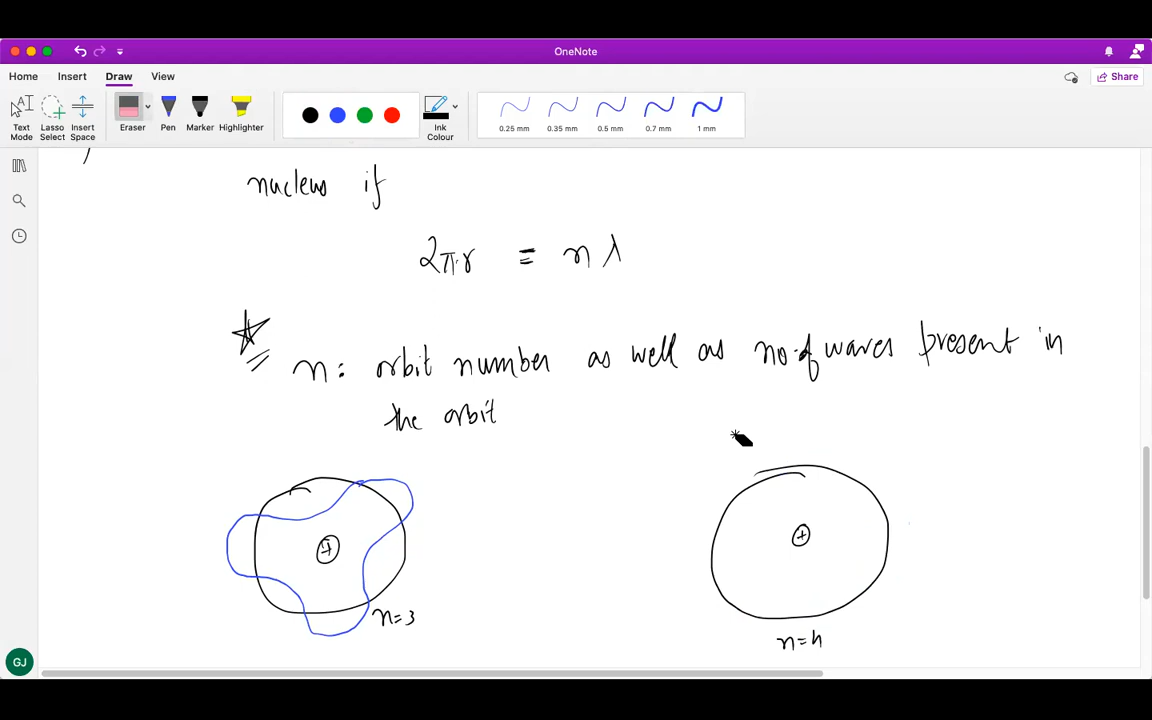 OneNote
Home Insert Draw View
Share
Text Mode
Lasso Select
Insert Space
Eraser
Pen
Marker
Highlighter
Ink Colour
0.25 mm 0.35 mm 0.5 mm 0.7 mm 1 mm
nucleus if
2πr = nλ
n: orbit number as well as no. of waves present in
the orbit
+
+
n=3
n=4
GJ